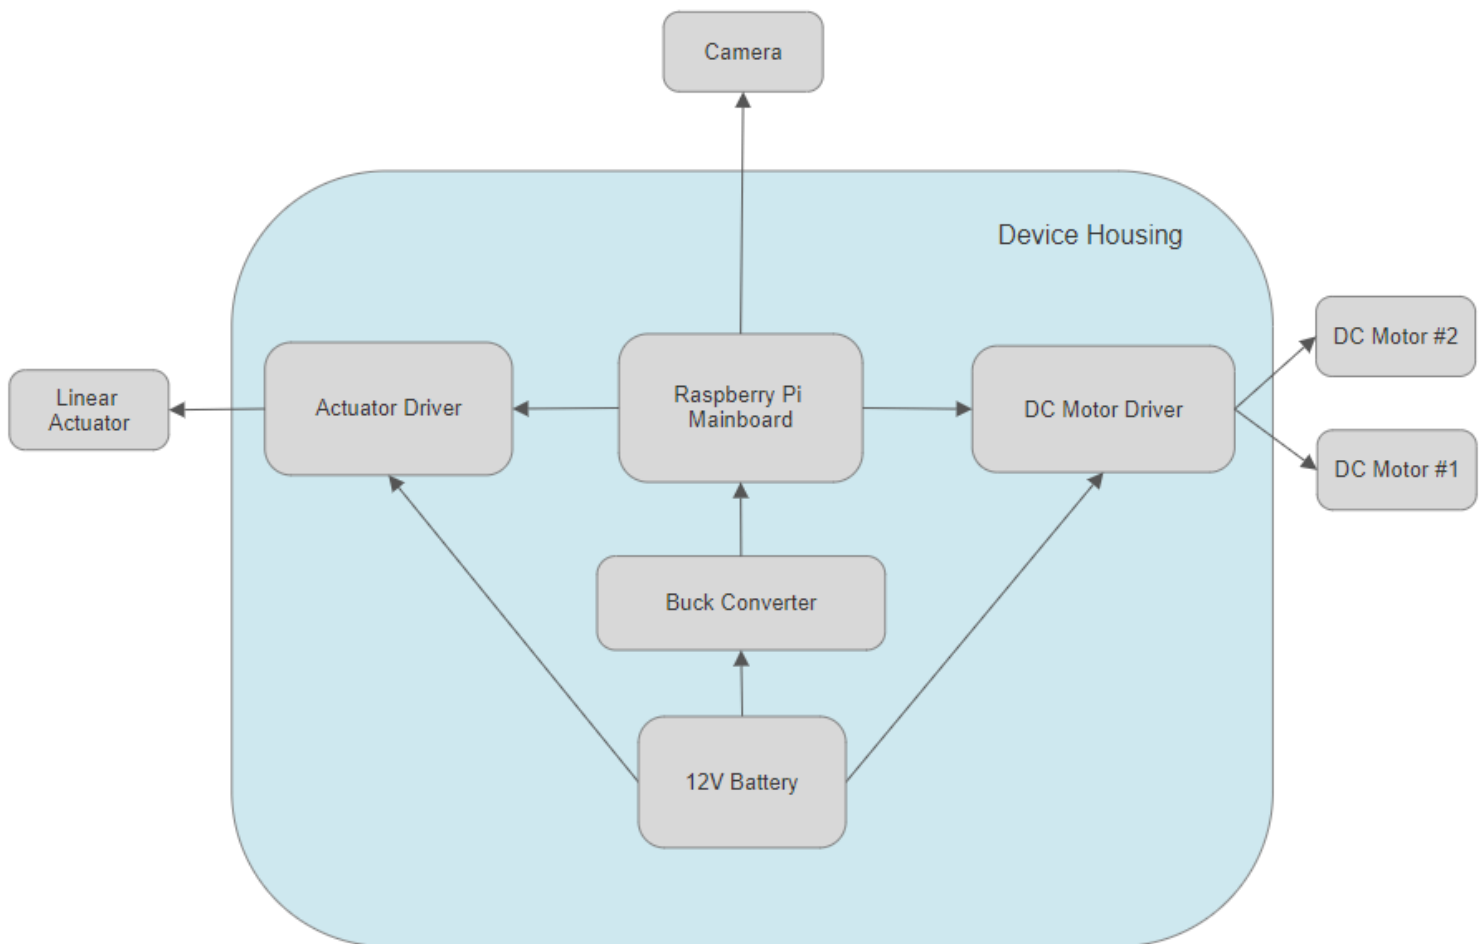 Camera
Device Housing
DC Motor #2
Linear
Actuator
Actuator Driver
Raspberry Pi
Mainboard
DC Motor Driver
DC Motor #1
Buck Converter
12V Battery